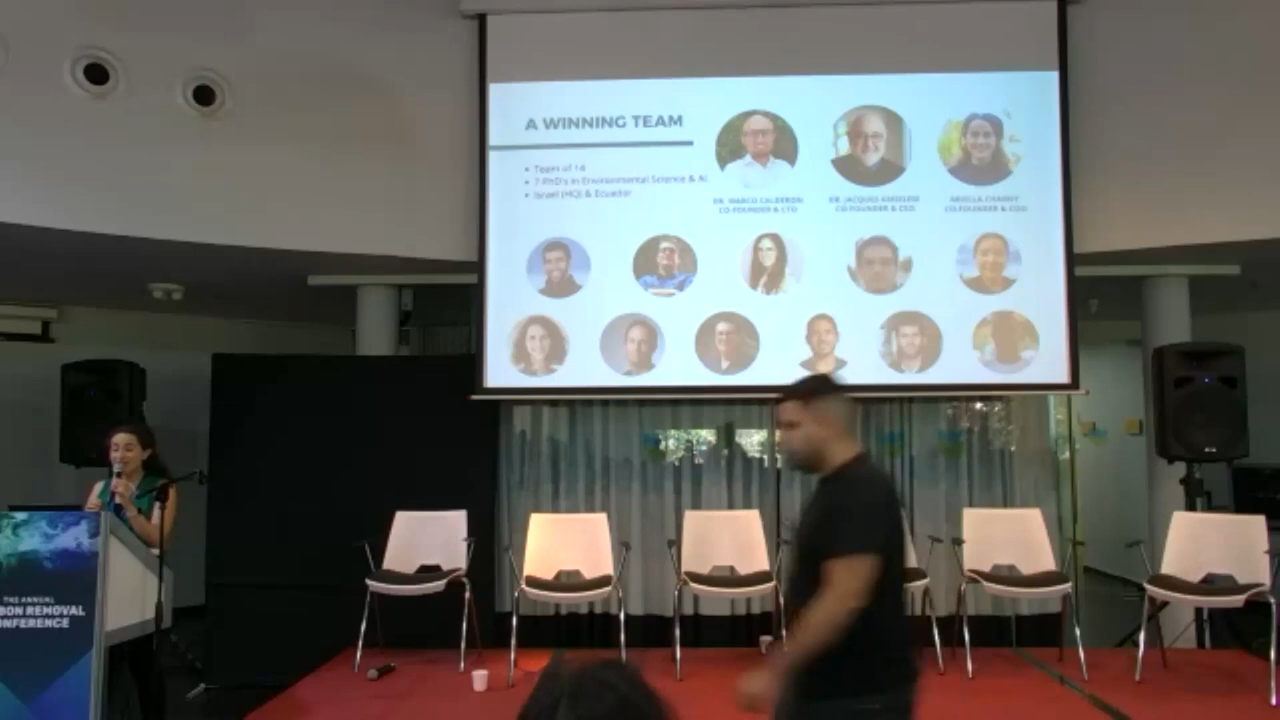 A WINNING TEAM
Team of 14
7 PhD's in Environmental Science & AI
Israel (HQ) & Ecuador
DR. MARCO CALDERON
CO-FOUNDER & CTO
DR. JACQUES
CO-FOUNDER & CEO
CO-FOUNDER & COO
THE ANNUAL
BON REMOVAL
ONFERENCE